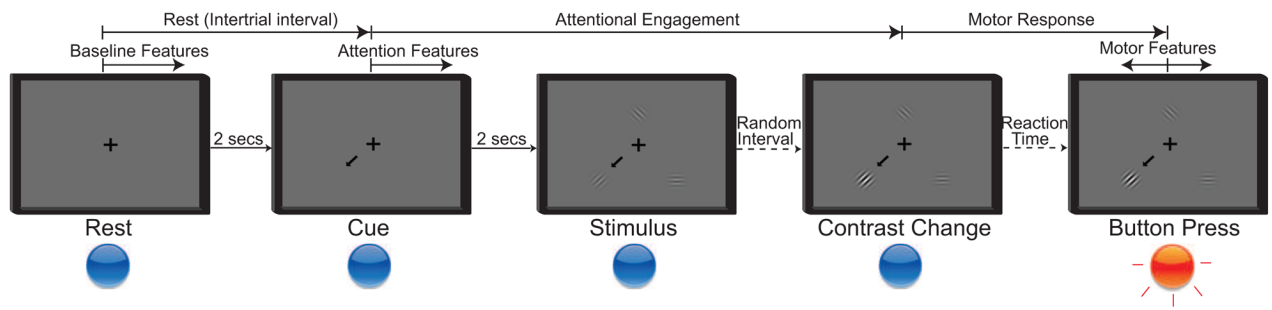 Rest (Intertrial interval)
Attentional Engagement
Motor Response
Baseline Features
Attention Features
Motor Features
2 secs
2 secs
Random
Interval
Reaction
Time
Rest
Cue
Stimulus
Contrast Change
Button Press